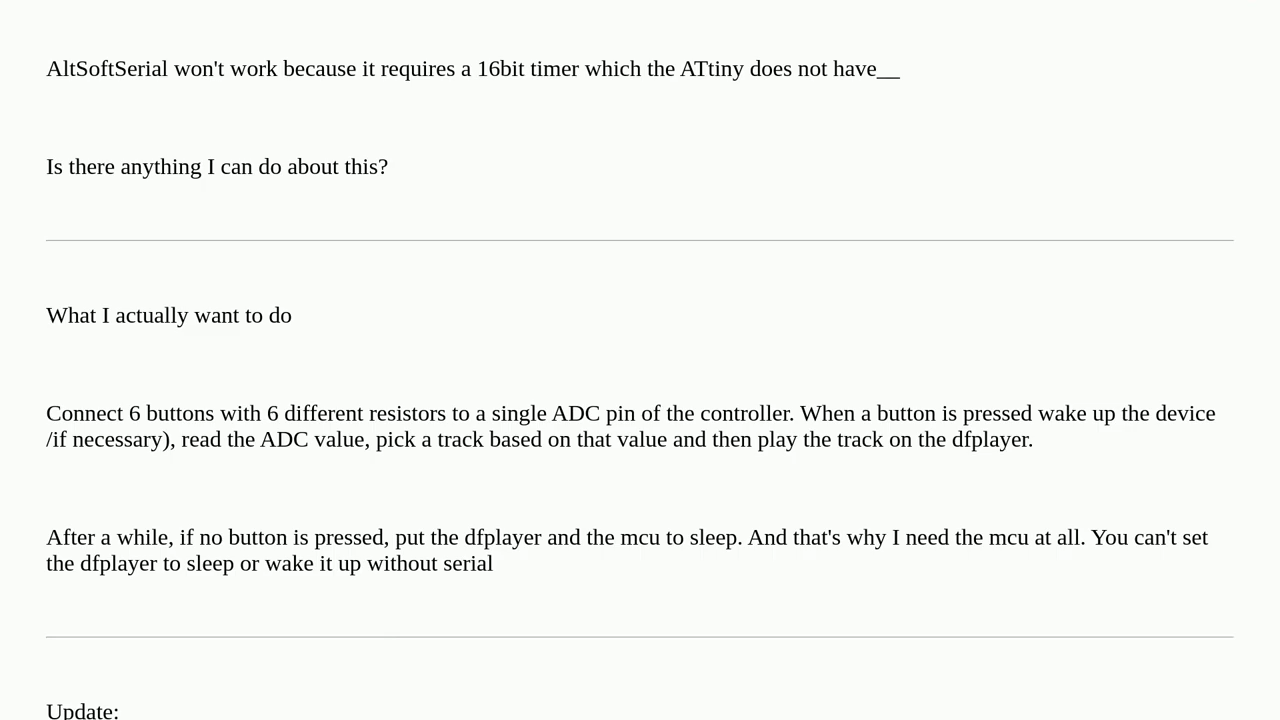 AltSoftSerial won't work because it requires a 16bit timer which the ATtiny does not have__
Is there anything I can do about this?
What I actually want to do
Connect 6 buttons with 6 different resistors to a single ADC pin of the controller. When a button is pressed wake up the device
/if necessary), read the ADC value, pick a track based on that value and then play the track on the dfplayer.
After a while, if no button is pressed, put the dfplayer and the mcu to sleep. And that's why I need the mcu at all. You can't set
the dfplayer to sleep or wake it up without serial
Update: